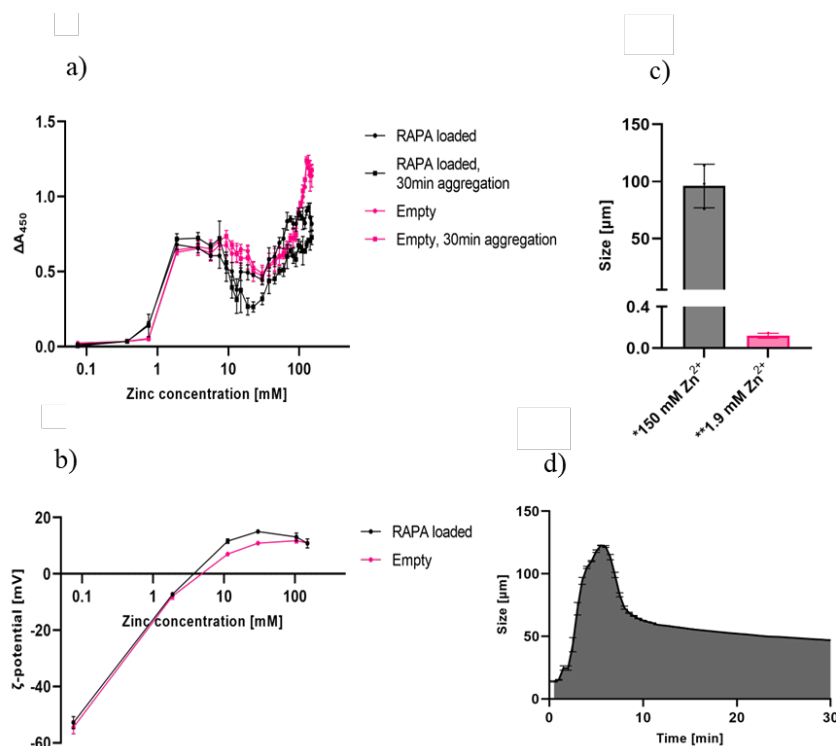 a)
1.5
1.0
0.5
0.0
ΔA450
0.1
1
10
100
Zinc concentration [mM]
RAPA loaded
RAPA loaded,
30min aggregation
Empty
Empty, 30min aggregation
c)
150
100
50
0.4
0.0
Size [µm]
*150 mM Zn2+
**1.9 mM Zn2+
b)
20
0
-20
-40
-60
ζ-potential [mV]
0.1
1
10
100
Zinc concentration [mM]
RAPA loaded
Empty
d)
150
100
50
0
Size [µm]
0
10
20
30
Time [min]